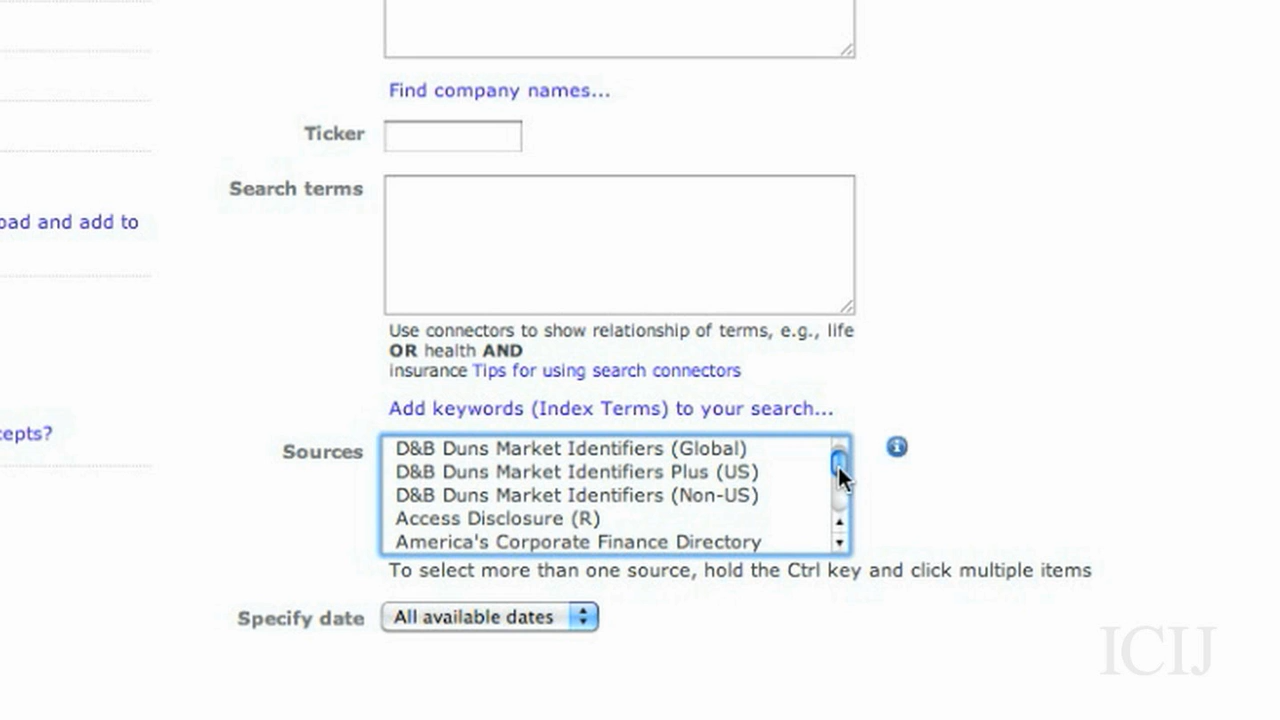 Find company names...
Ticker
Search terms
oad and add to
Use connectors to show relationship of terms, e.g., life
OR health AND
insurance Tips for using search connectors
Add keywords (Index Terms) to your search...
cepts?
Sources
D&B Duns Market Identifiers (Global)
D&B Duns Market Identifiers Plus (US)
D&B Duns Market Identifiers (Non-US)
Access Disclosure (R)
America's Corporate Finance Directory
To select more than one source, hold the Ctrl key and click multiple items
Specify date
All available dates
ICIJ